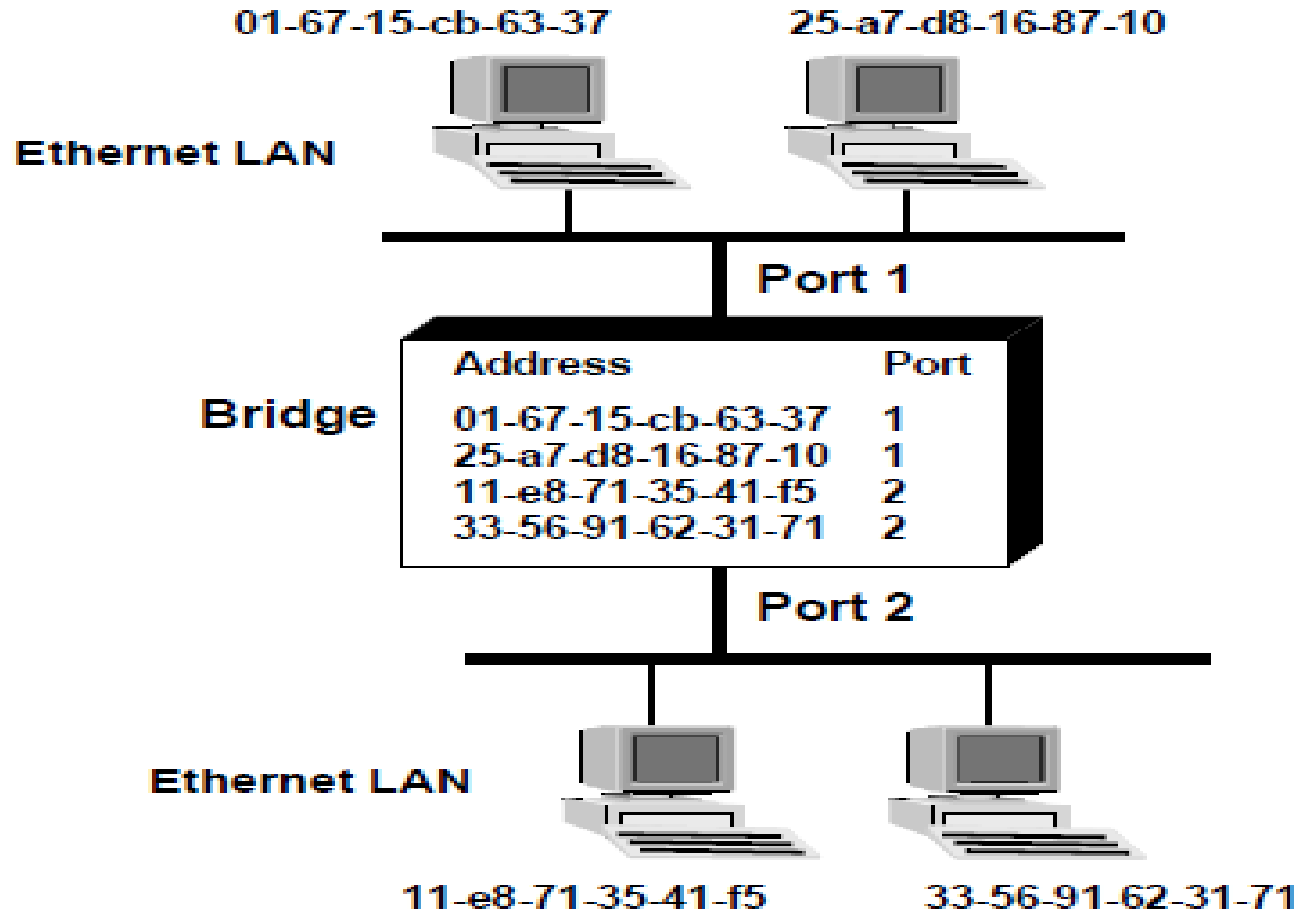 01-67-15-cb-63-37 25-a7-d8-16-87-10
Ethernet LAN
Port 1
Address Port
Bridge
01-67-15-cb-63-37 1
25-a7-d8-16-87-10 1
11-e8-71-35-41-f5 2
33-56-91-62-31-71 2
Port 2
Ethernet LAN
11-e8-71-35-41-f5 33-56-91-62-31-71